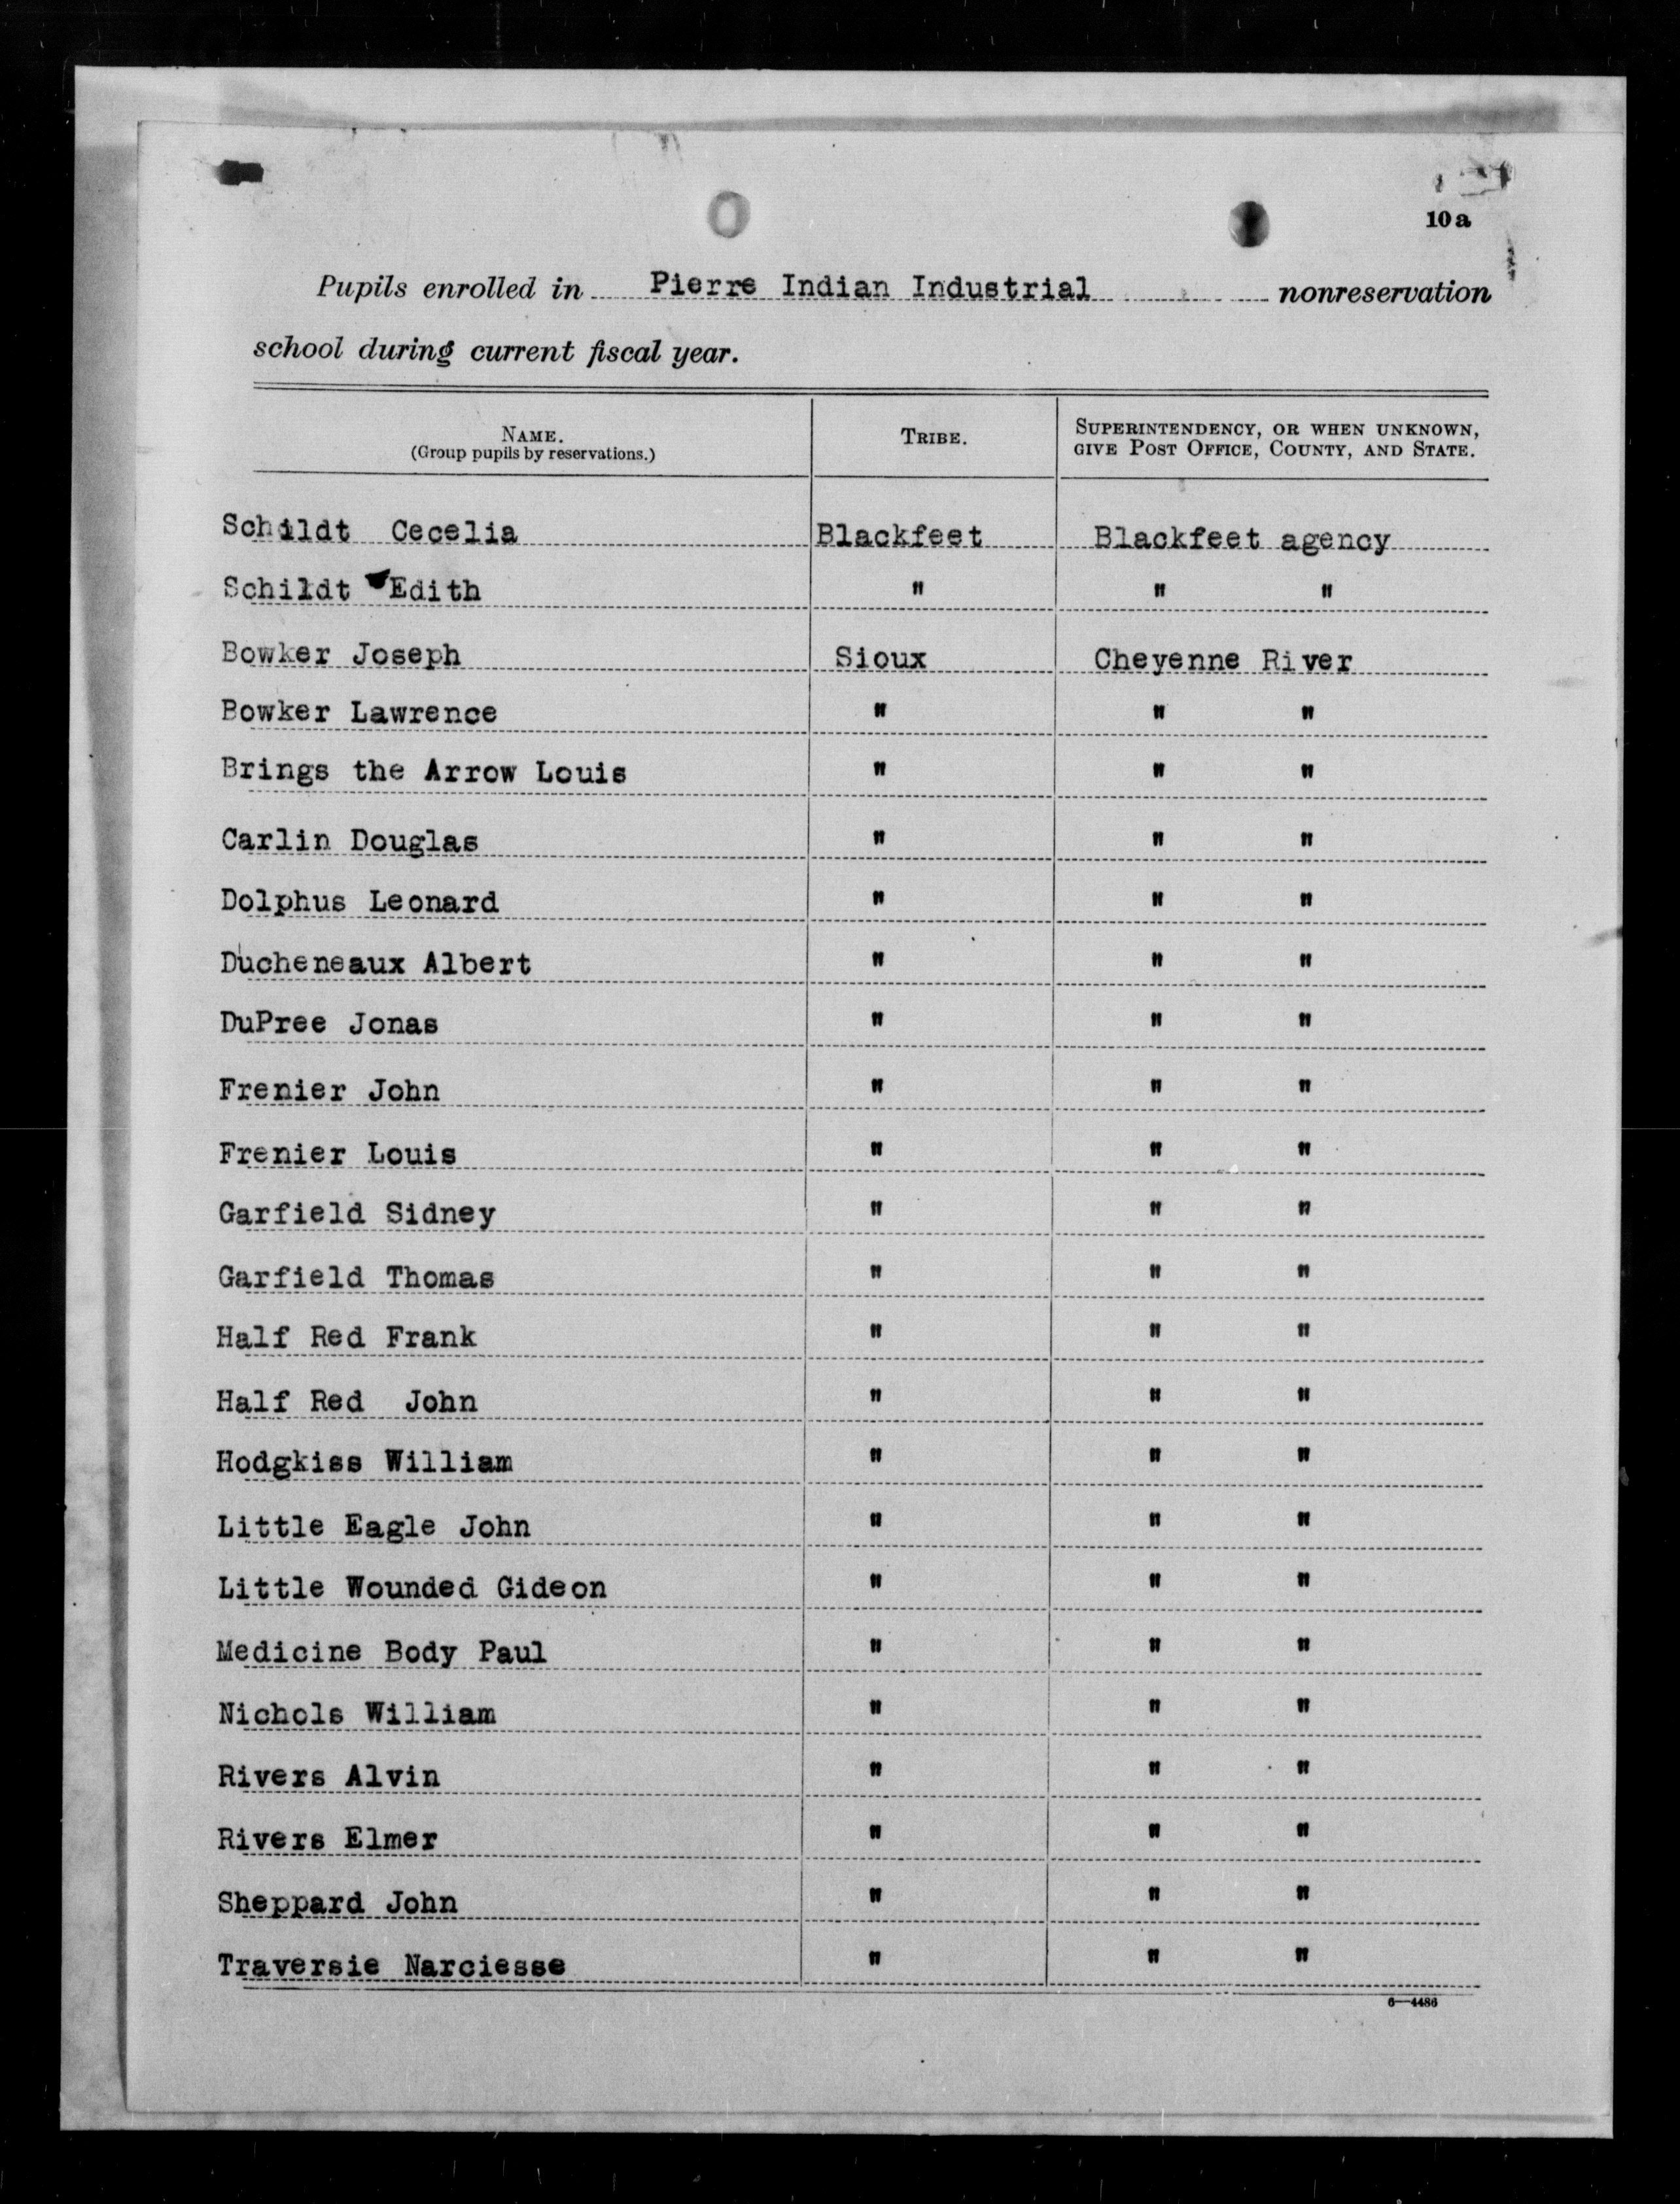 10a
Pupils enrolled in Pierre Indian Industrial nonreservation
school during current fiscal year.
NAME. TRIBE. SUPERINTENDENCY, OR WHEN UNKNOWN,
(Group pupils by reservations.) GIVE POST OFFICE, COUNTY, AND STATE.
Schildt Cecelia Blackfeet Blackfeet agency
Schildt Edith " " "
Bowker Joseph Sioux Cheyenne River
Bowker Lawrence " " "
Brings the Arrow Louis " " "
Carlin Douglas " " "
Dolphus Leonard " " "
Ducheneaux Albert " " "
DuPree Jonas " " "
Frenier John " " "
Frenier Louis " " "
Garfield Sidney " " "
Garfield Thomas " " "
Half Red Frank " " "
Half Red John " " "
Hodgkiss William " " "
Little Eagle John " " "
Little Wounded Gideon " " "
Medicine Body Paul " " "
Nichols William " " "
Rivers Alvin " " "
Rivers Elmer " " "
Sheppard John " " "
Traversie Narciesse " " "
6—4486